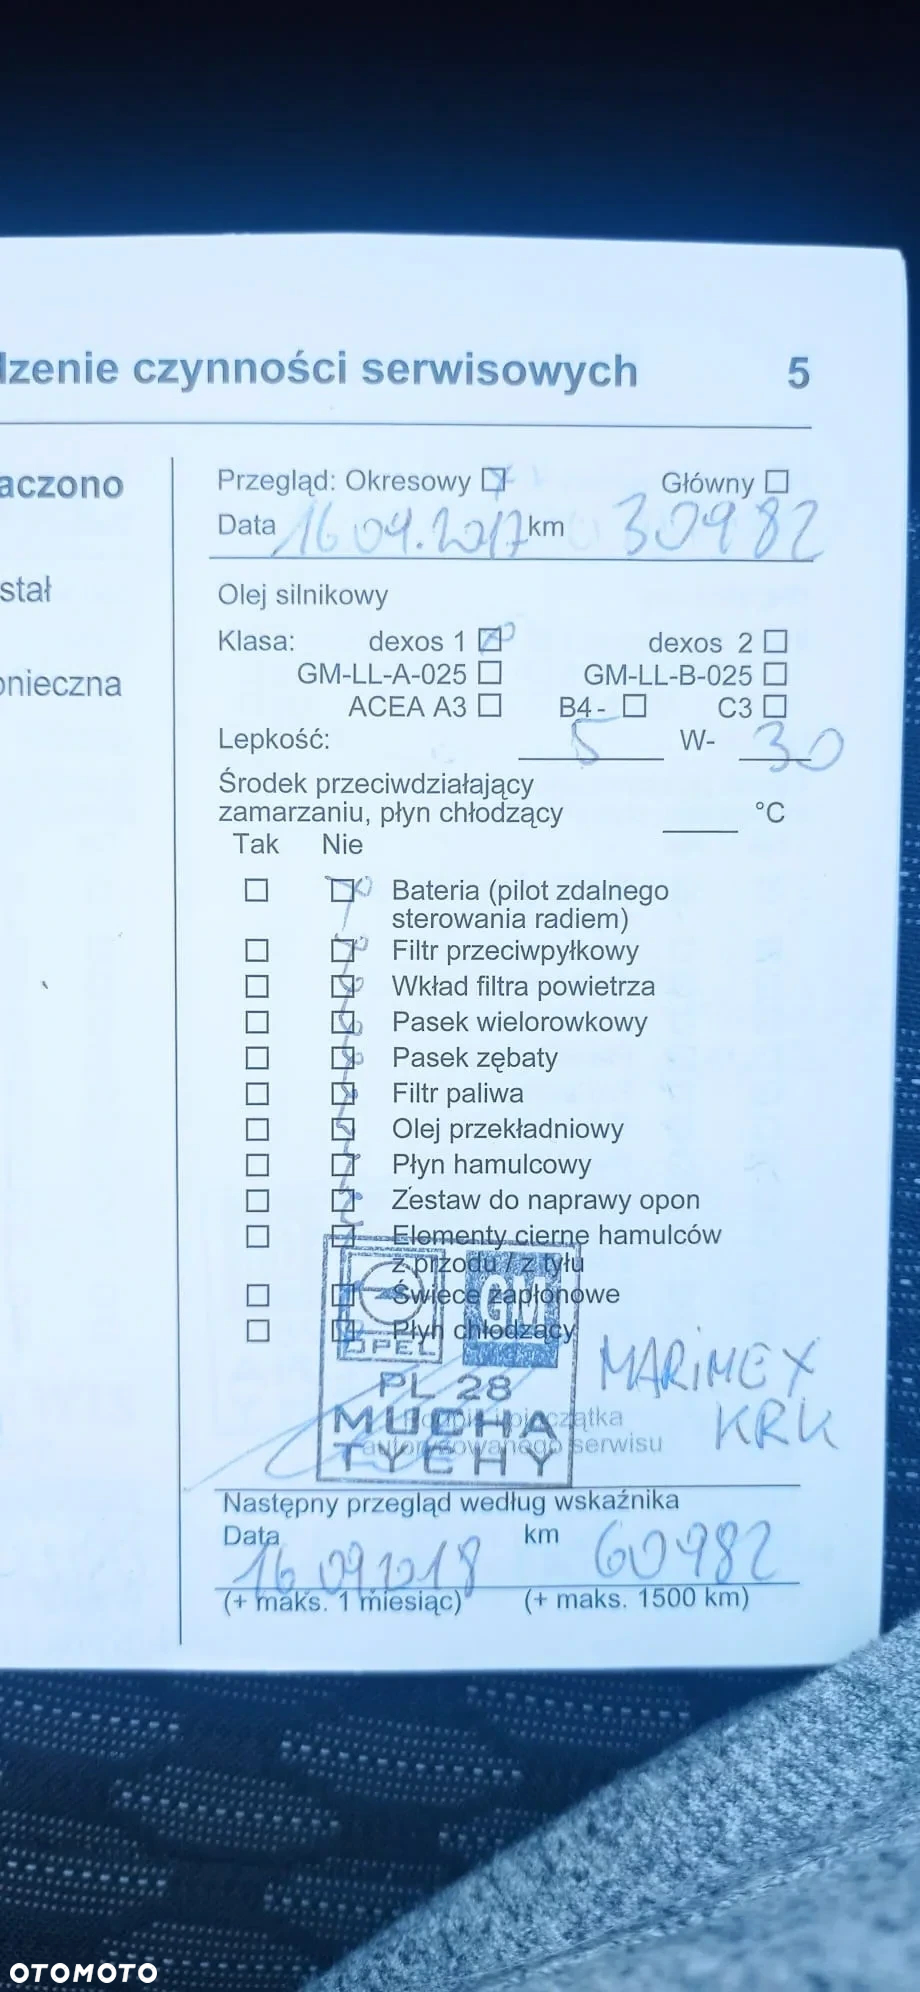 dzenie czynności serwisowych 5
aczono
stał
onieczna
Przegląd: Okresowy Główny
Data 16 09.2017 km 30982
Olej silnikowy
Klasa: dexos 1 dexos 2
GM-LL-A-025 GM-LL-B-025
ACEA A3 B4 - C3
Lepkość: 5 W- 30
Środek przeciwdziałający
zamarzaniu, płyn chłodzący °C
Tak Nie
Bateria (pilot zdalnego
sterowania radiem)
Filtr przeciwpyłkowy
Wkład filtra powietrza
Pasek wielorowkowy
Pasek zębaty
Filtr paliwa
Olej przekładniowy
Płyn hamulcowy
Zestaw do naprawy opon
Elementy cierne hamulców
z przodu / z tyłu
Świece zapłonowe
Płyn chłodzący
OPEL GM
PL 28
MUCHA
TYCHY
Podpis i pieczątka
autoryzowanego serwisu
MARIMEX
KRK
Następny przegląd według wskaźnika
Data 16 09 2018 km 60982
(+ maks. 1 miesiąc) (+ maks. 1500 km)
OTOMOTO